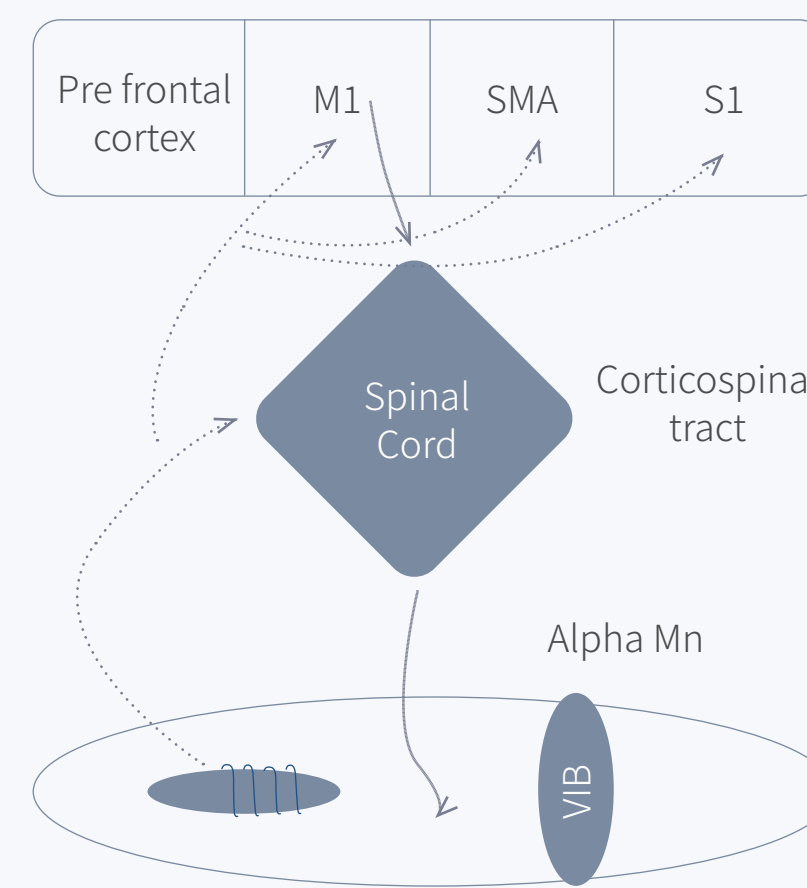 Pre frontal
cortex
M1
SMA
S1
Spinal
Cord
Corticospina
tract
Alpha Mn
VIB